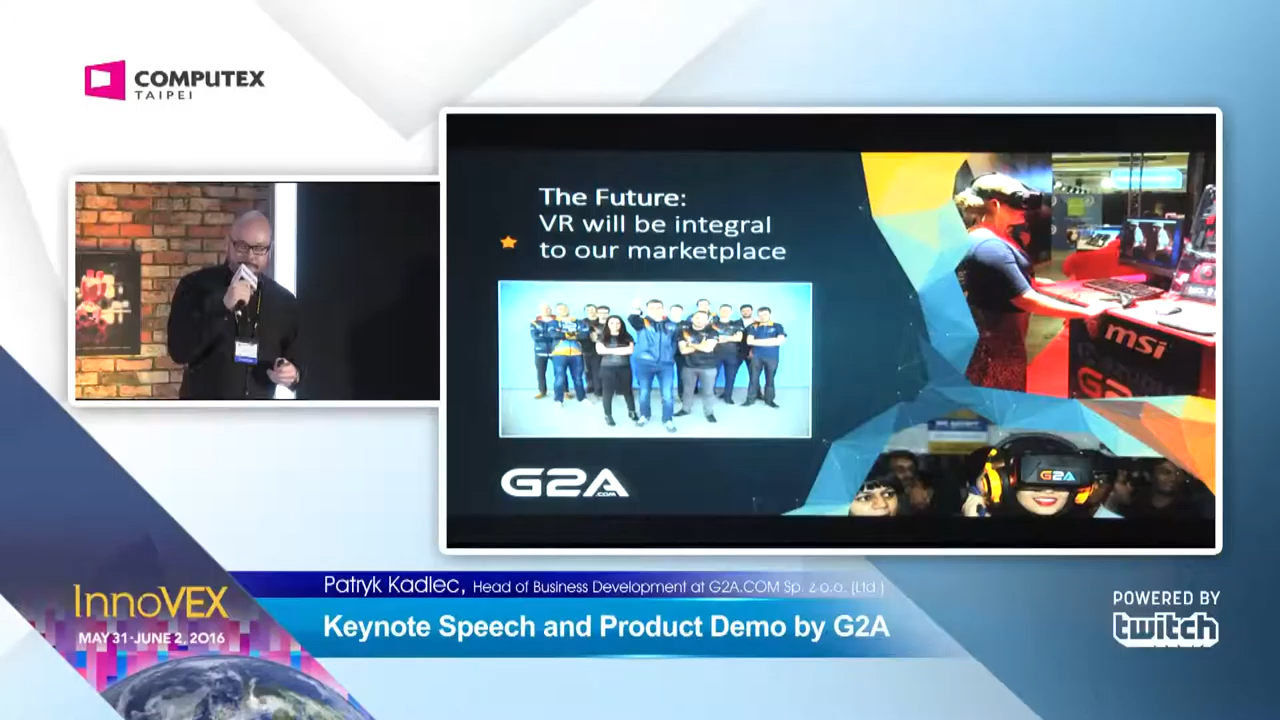 COMPUTEX
TAIPEI
The Future:
VR will be integral
to our marketplace
msi
G2A
G2A
G2A
.COM
InnoVEX
MAY 31-JUNE 2, 2016
Patryk Kadlec, Head of Business Development at G2A.COM Sp. z o.o. (Ltd.)
Keynote Speech and Product Demo by G2A
POWERED BY
twitch